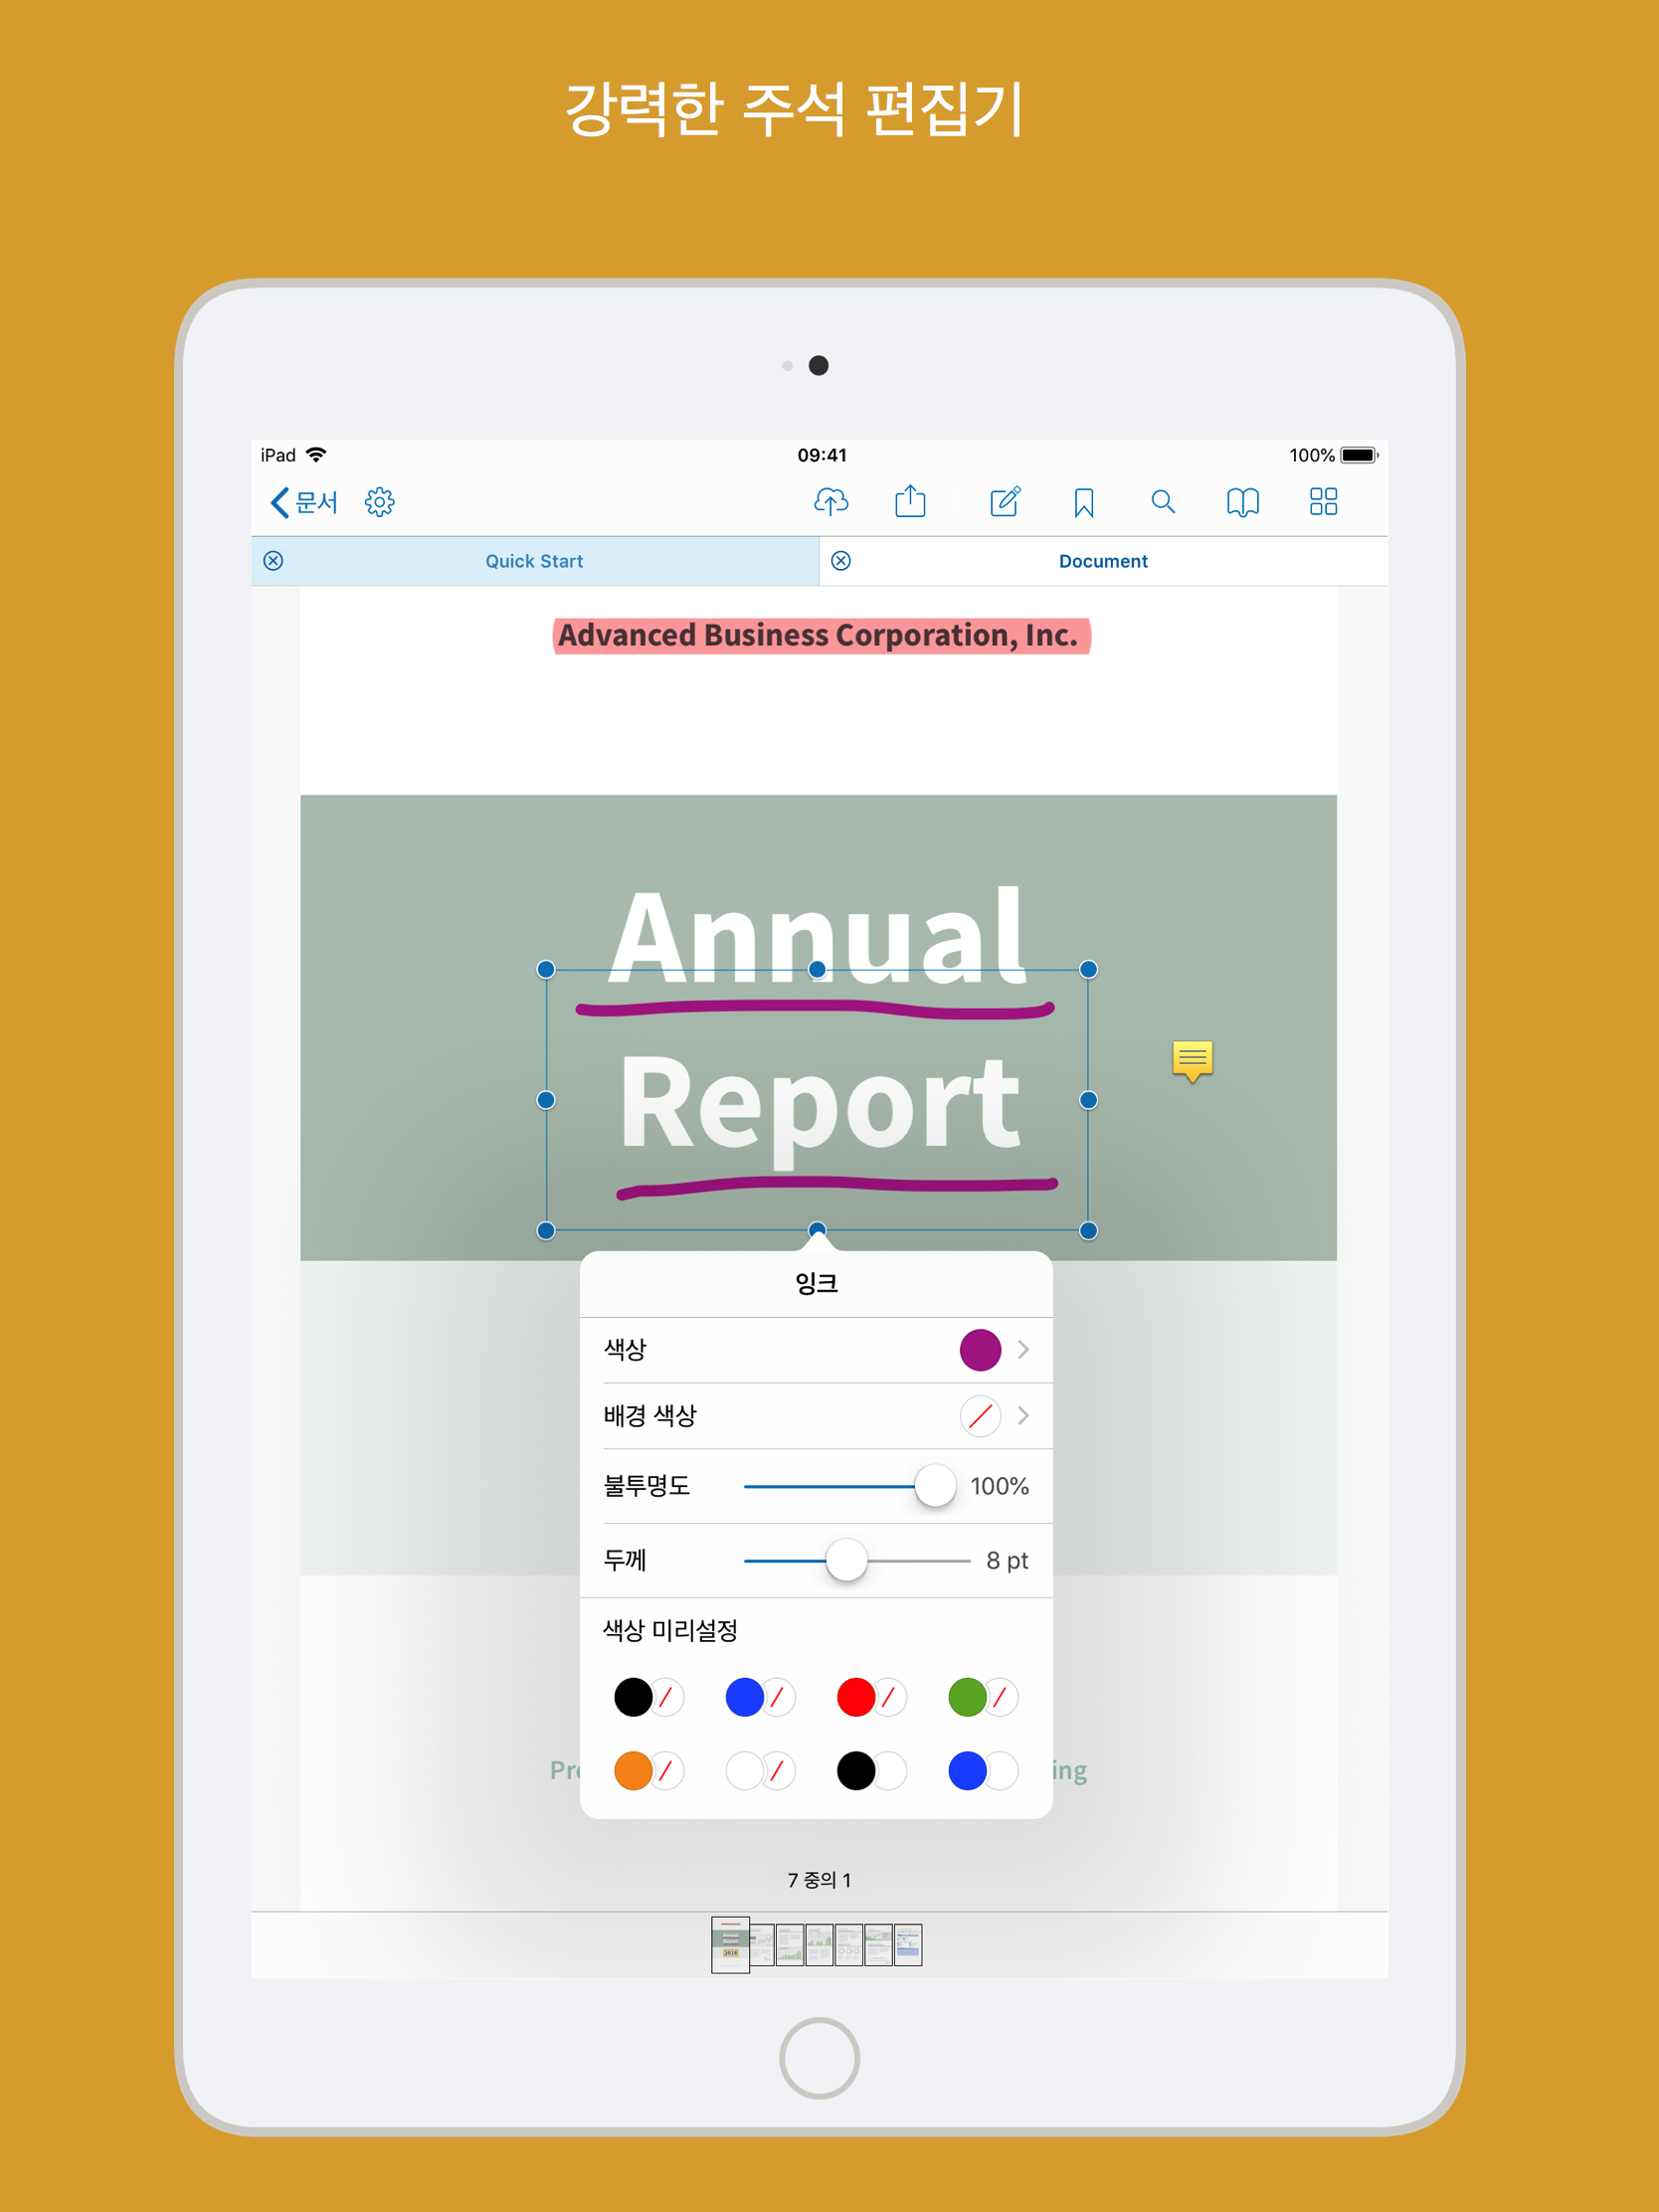 강력한 주석 편집기
iPad 09:41 100%
문서
Quick Start Document
Advanced Business Corporation, Inc.
Annual
Report
잉크
색상
배경 색상
불투명도 100%
두께 8 pt
색상 미리설정
7 중의 1